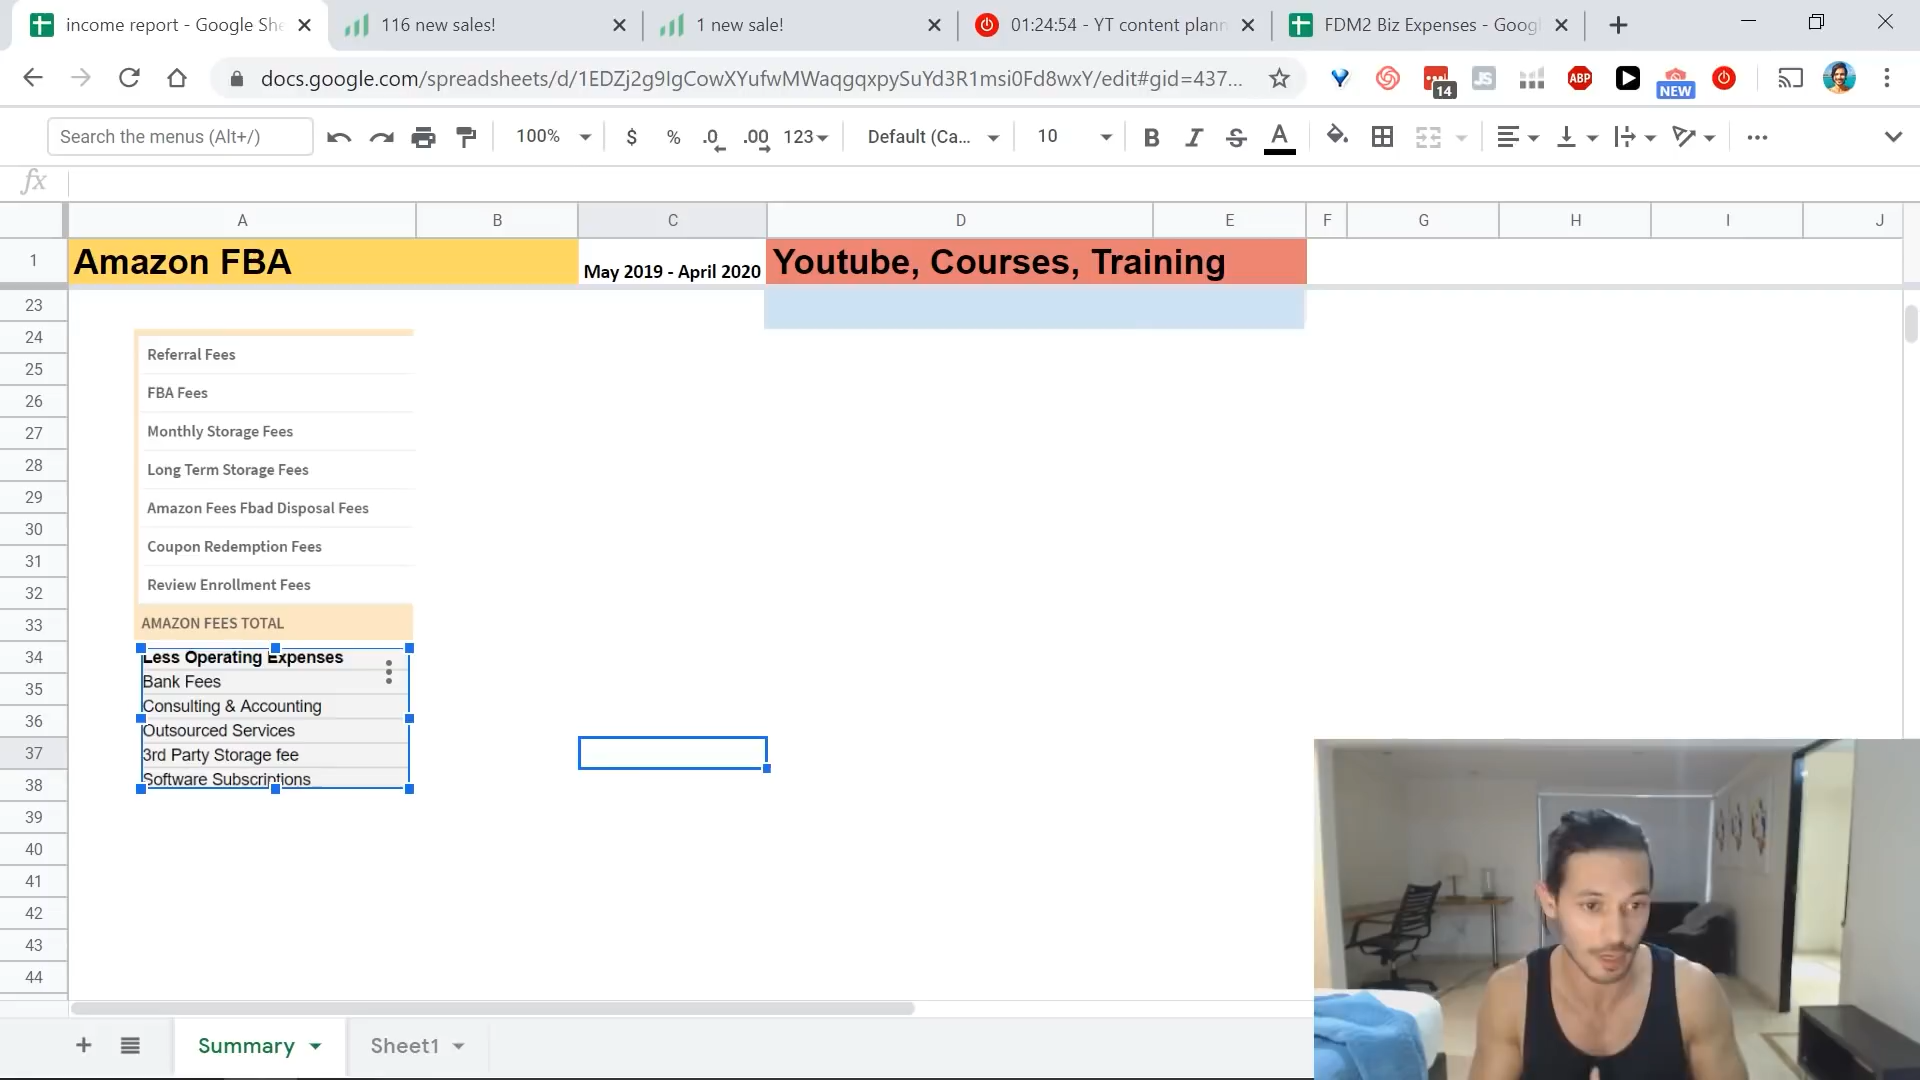 income report - Google She
116 new sales!
1 new sale!
01:24:54 - YT content plann
FDM2 Biz Expenses - Googl
docs.google.com/spreadsheets/d/1EDZj2g9IgCowXYufwMWaqgqxpySuYd3R1msi0Fd8wxY/edit#gid=437...
14
JS
ABP
NEW
Search the menus (Alt+/)
100%
$
%
.0
.00
123
Default (Ca...
10
B
I
S
A
fx
A
B
C
D
E
F
G
H
I
J
1
Amazon FBA
May 2019 - April 2020
Youtube, Courses, Training
23
24
Referral Fees
25
FBA Fees
26
27
Monthly Storage Fees
28
Long Term Storage Fees
29
Amazon Fees Fbad Disposal Fees
30
31
Coupon Redemption Fees
32
Review Enrollment Fees
33
AMAZON FEES TOTAL
34
Less Operating Expenses
35
Bank Fees
36
Consulting & Accounting
Outsourced Services
37
3rd Party Storage fee
38
Software Subscriptions
39
40
41
42
43
44
Summary
Sheet1